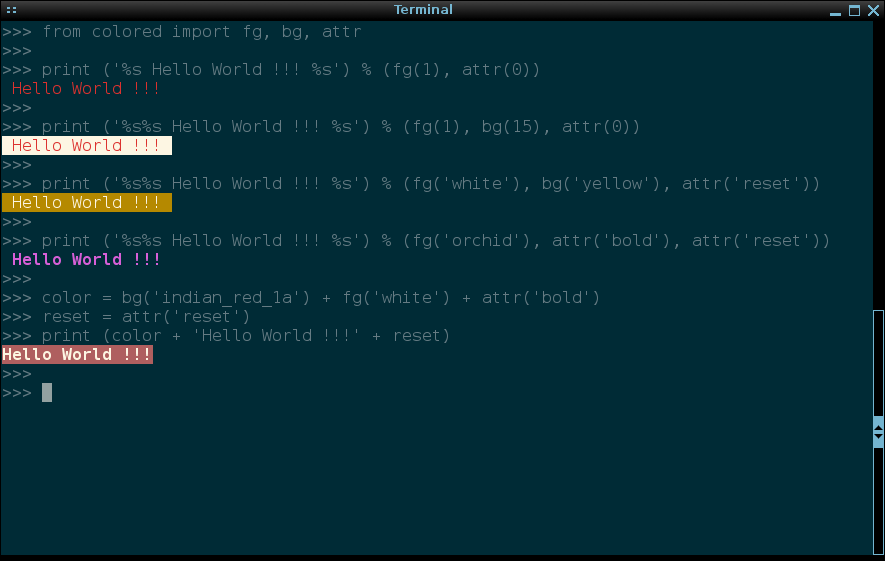 Terminal
>>> from colored import fg, bg, attr
>>>
>>> print ('%s Hello World !!! %s') % (fg(1), attr(0))
 Hello World !!!
>>>
>>> print ('%s%s Hello World !!! %s') % (fg(1), bg(15), attr(0))
 Hello World !!!
>>>
>>> print ('%s%s Hello World !!! %s') % (fg('white'), bg('yellow'), attr('reset'))
 Hello World !!!
>>>
>>> print ('%s%s Hello World !!! %s') % (fg('orchid'), attr('bold'), attr('reset'))
 Hello World !!!
>>>
>>> color = bg('indian_red_1a') + fg('white') + attr('bold')
>>> reset = attr('reset')
>>> print (color + 'Hello World !!!' + reset)
Hello World !!!
>>>
>>>